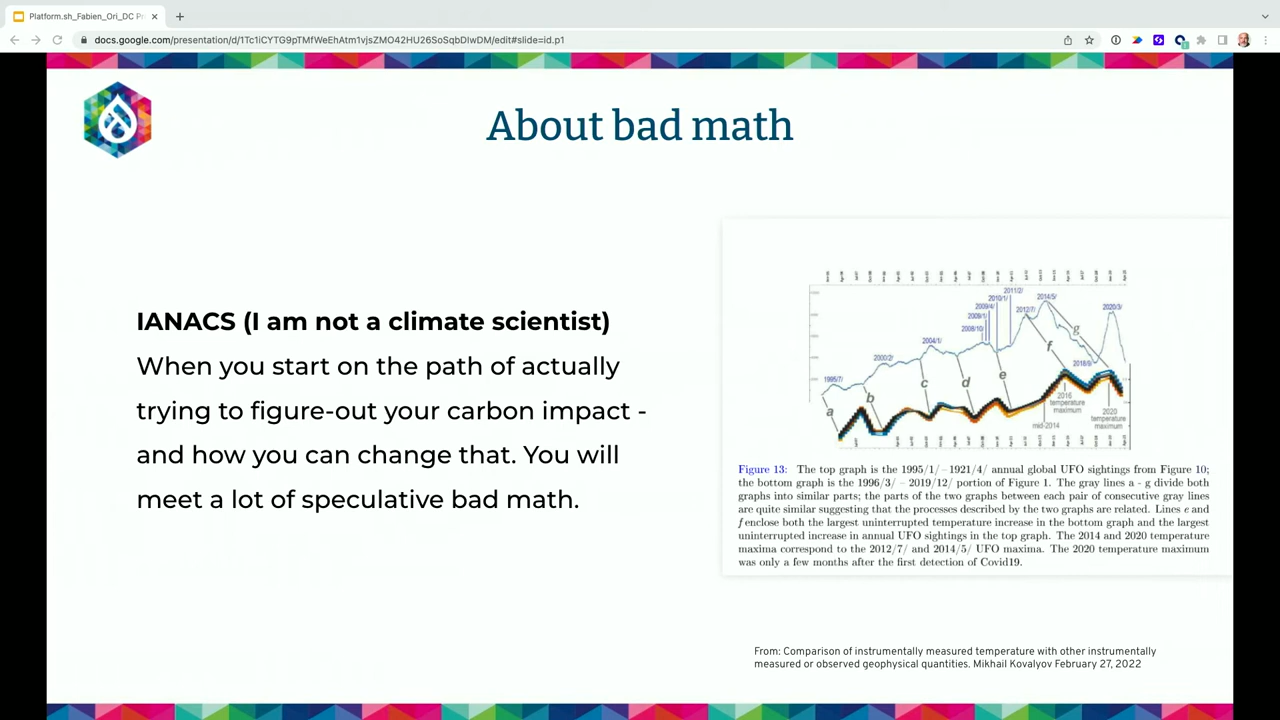 Platform.sh_Fabien_Ori_DC P
docs.google.com/presentation/d/1Tc1iCYTG9pTMfWeEhAtm1vjsZMO42HU26SoSqbDlwDM/edit#slide=id.p1
About bad math
IANACS (I am not a climate scientist)
When you start on the path of actually
trying to figure-out your carbon impact -
and how you can change that. You will
meet a lot of speculative bad math.
1995/7/
2000/2/
2004/1/
2008/10/
2009/1/
2009/4/
2010/1/
2011/2/
2012/7/
2014/5/
2018/9/
2020/3/
a
b
c
d
e
f
g
mid-2014
2016
temperature
maximum
2020
temperature
maximum
Figure 13: The top graph is the 1995/1/–1921/4/ annual global UFO sightings from Figure 10;
the bottom graph is the 1996/3/ – 2019/12/ portion of Figure 1. The gray lines a - g divide both
graphs into similar parts; the parts of the two graphs between each pair of consecutive gray lines
are quite similar suggesting that the processes described by the two graphs are related. Lines e and
f enclose both the largest uninterrupted temperature increase in the bottom graph and the largest
uninterrupted increase in annual UFO sightings in the top graph. The 2014 and 2020 temperature
maxima correspond to the 2012/7/ and 2014/5/ UFO maxima. The 2020 temperature maximum
was only a few months after the first detection of Covid19.
From: Comparison of instrumentally measured temperature with other instrumentally
measured or observed geophysical quantities. Mikhail Kovalyov February 27, 2022